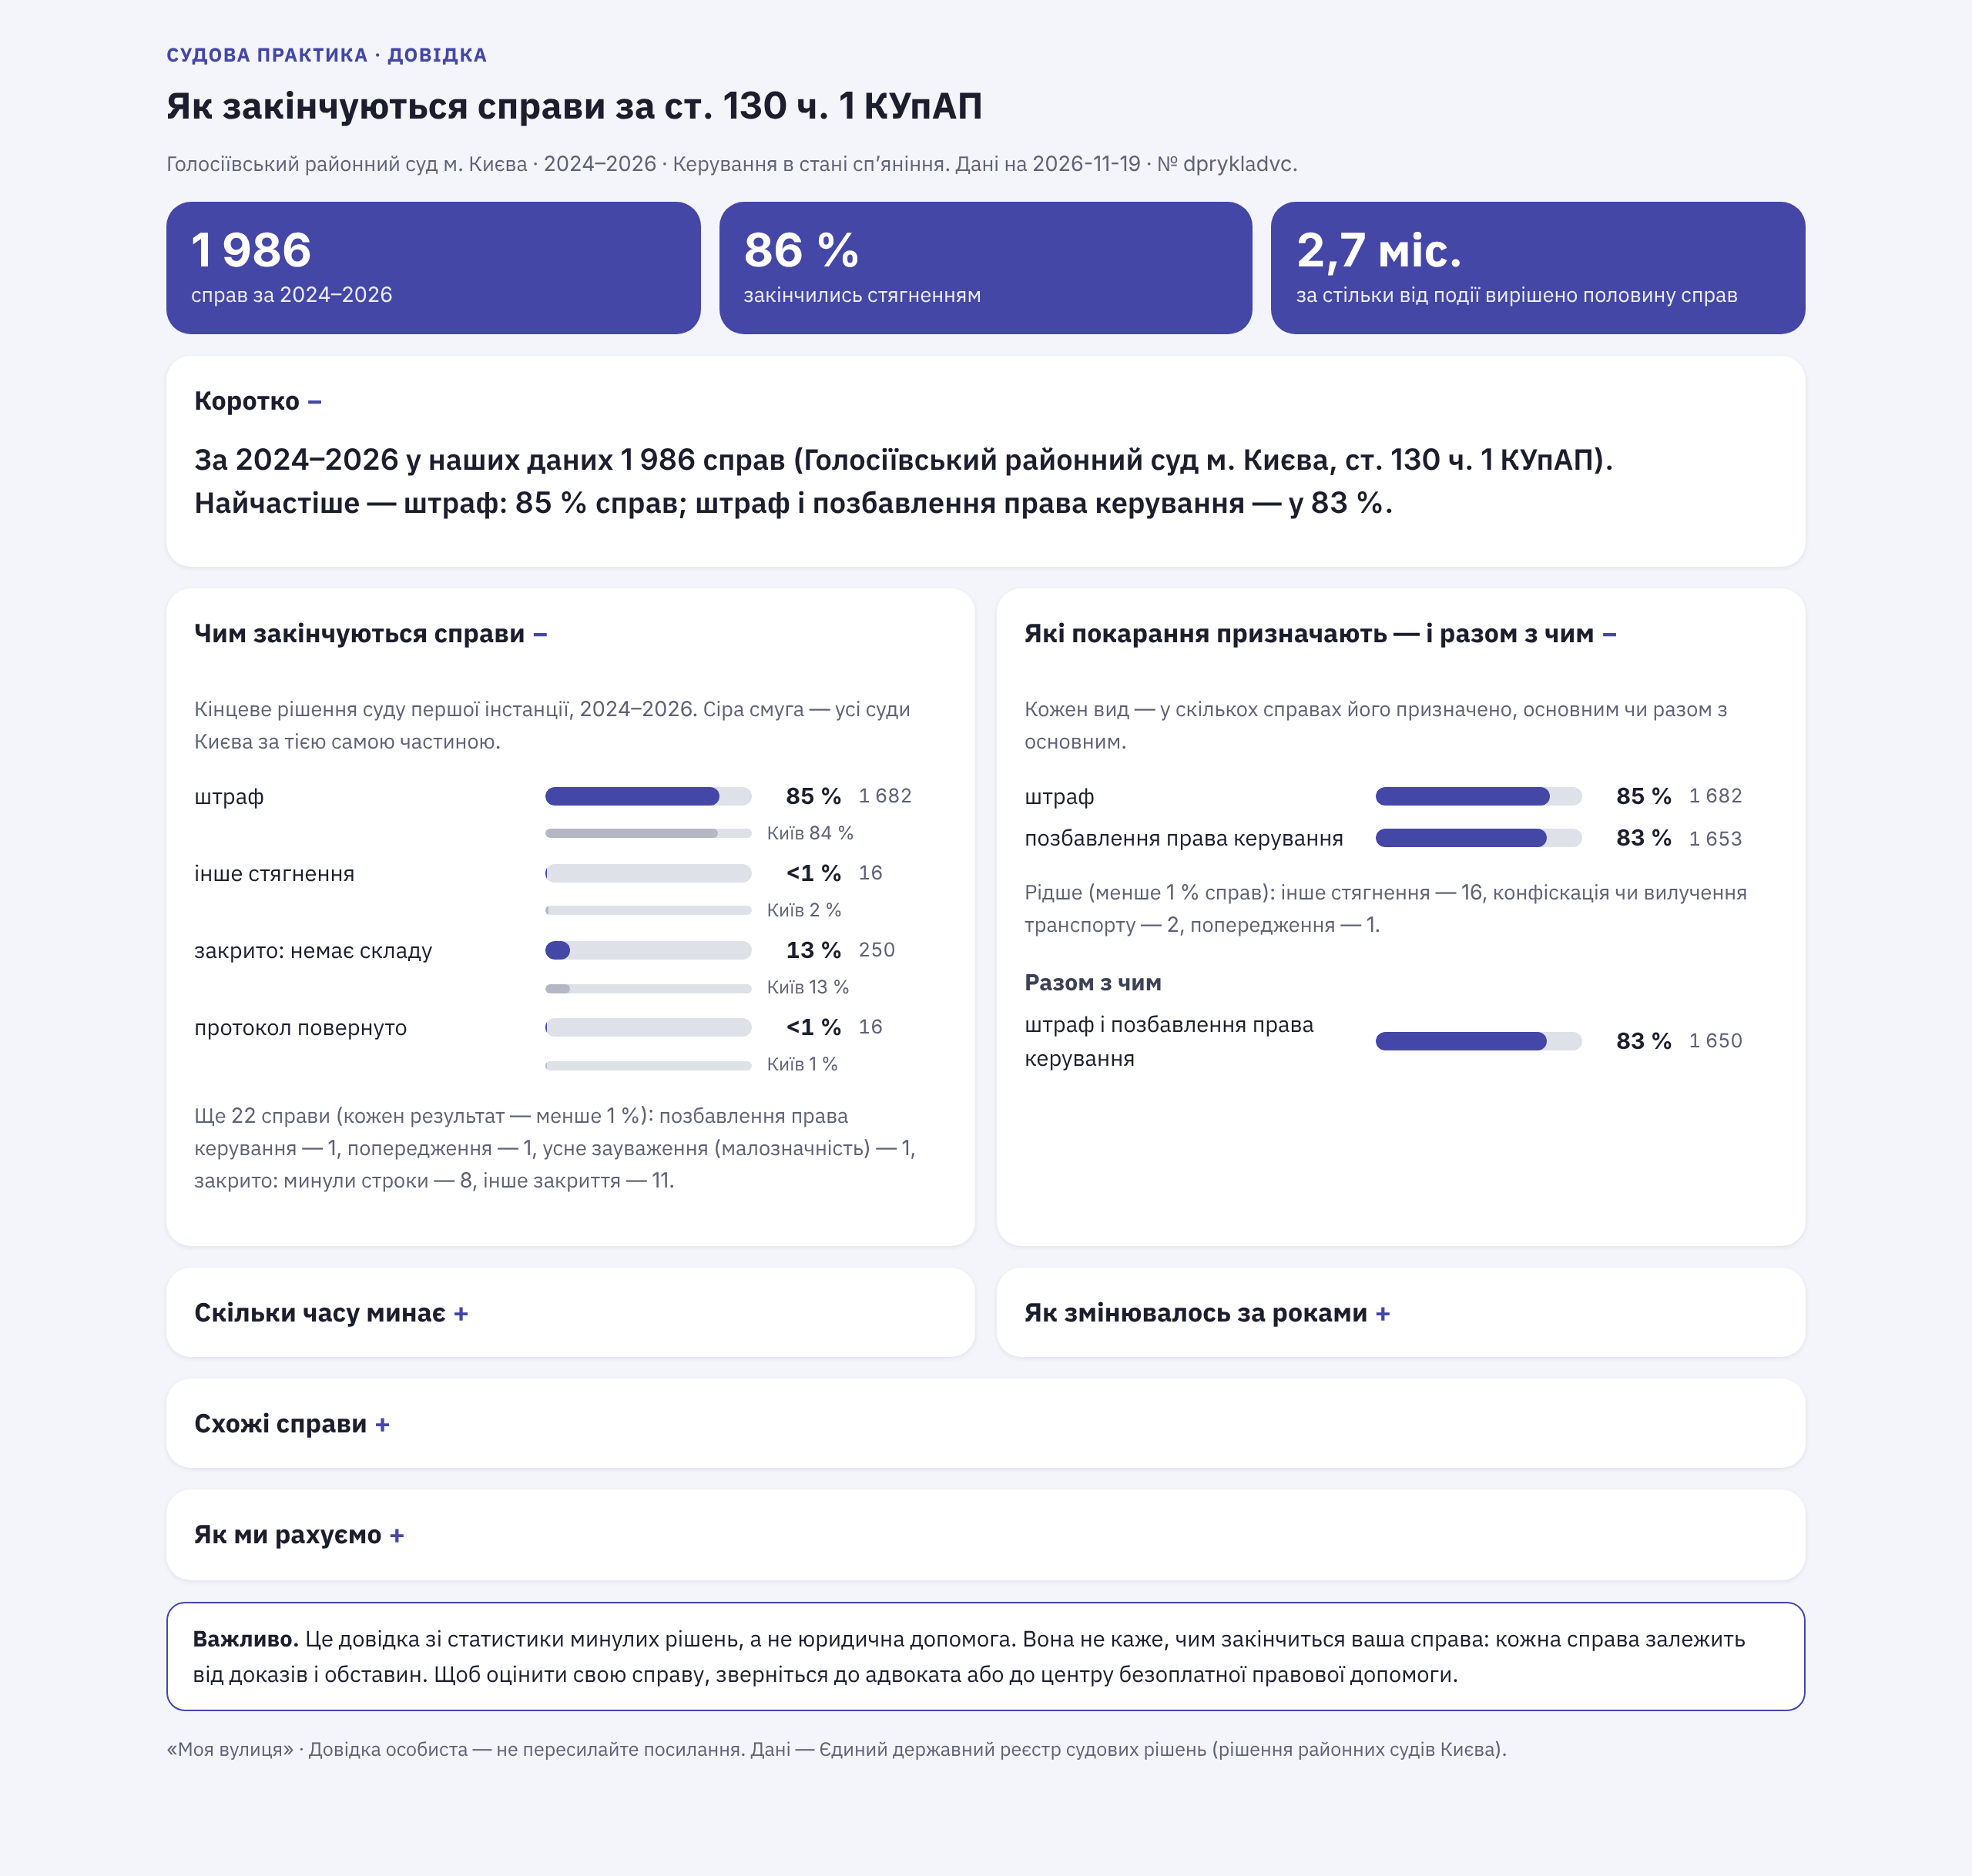 СУДОВА ПРАКТИКА · ДОВІДКА
Як закінчуються справи за ст. 130 ч. 1 КУпАП
Голосіївський районний суд м. Києва · 2024–2026 · Керування в стані сп’яніння. Дані на 2026-11-19 · № dprykladvc.
1 986
справ за 2024–2026
86 %
закінчились стягненням
2,7 міс.
за стільки від події вирішено половину справ
Коротко –
За 2024–2026 у наших даних 1 986 справ (Голосіївський районний суд м. Києва, ст. 130 ч. 1 КУпАП).
Найчастіше — штраф: 85 % справ; штраф і позбавлення права керування — у 83 %.
Чим закінчуються справи –
Кінцеве рішення суду першої інстанції, 2024–2026. Сіра смуга — усі суди
Києва за тією самою частиною.
штраф 85 % 1 682
Київ 84 %
інше стягнення <1 % 16
Київ 2 %
закрито: немає складу 13 % 250
Київ 13 %
протокол повернуто <1 % 16
Київ 1 %
Ще 22 справи (кожен результат — менше 1 %): позбавлення права
керування — 1, попередження — 1, усне зауваження (малозначність) — 1,
закрито: минули строки — 8, інше закриття — 11.
Які покарання призначають — і разом з чим –
Кожен вид — у скількох справах його призначено, основним чи разом з
основним.
штраф 85 % 1 682
позбавлення права керування 83 % 1 653
Рідше (менше 1 % справ): інше стягнення — 16, конфіскація чи вилучення
транспорту — 2, попередження — 1.
Разом з чим
штраф і позбавлення права
керування 83 % 1 650
Скільки часу минає +
Як змінювалось за роками +
Схожі справи +
Як ми рахуємо +
Важливо. Це довідка зі статистики минулих рішень, а не юридична допомога. Вона не каже, чим закінчиться ваша справа: кожна справа залежить
від доказів і обставин. Щоб оцінити свою справу, зверніться до адвоката або до центру безоплатної правової допомоги.
«Моя вулиця» · Довідка особиста — не пересилайте посилання. Дані — Єдиний державний реєстр судових рішень (рішення районних судів Києва).